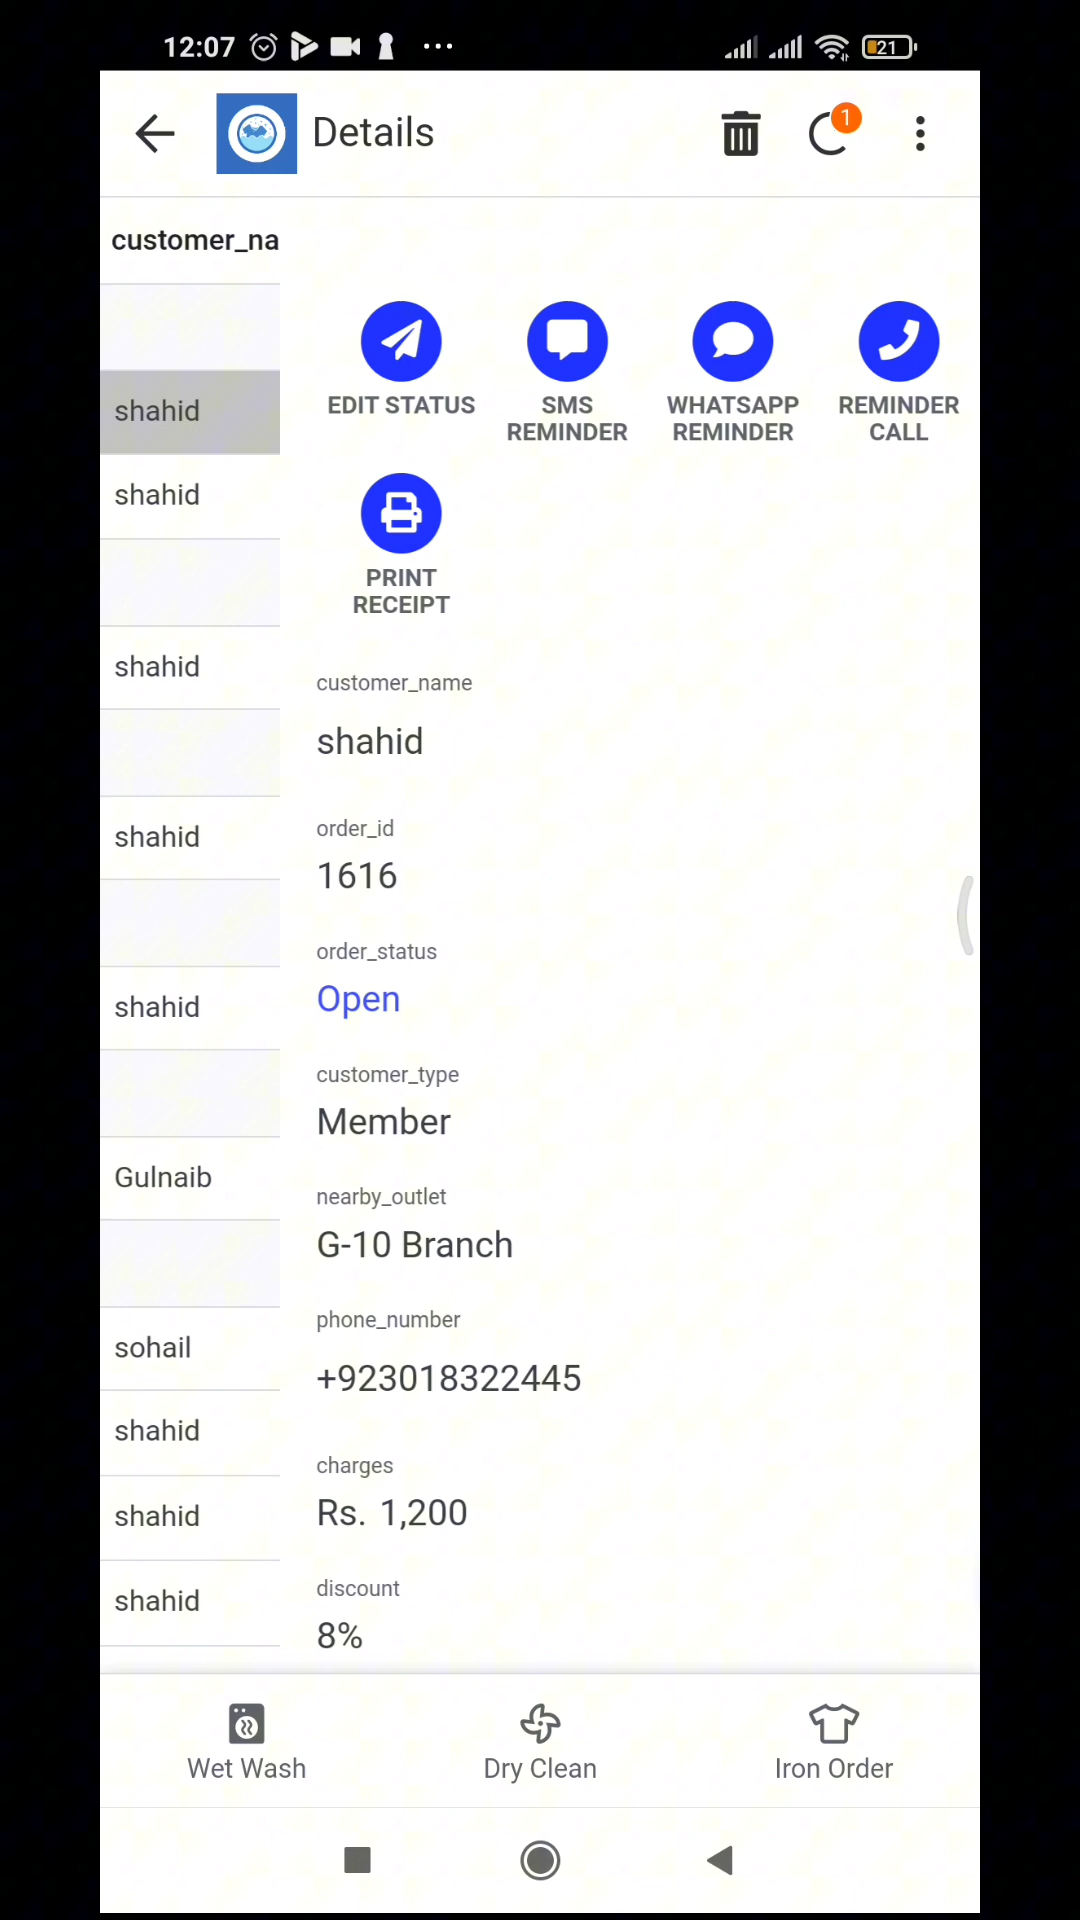 12:07
21
Details
1
customer_na
shahid
shahid
shahid
shahid
shahid
Gulnaib
sohail
shahid
shahid
shahid
EDIT STATUS
SMS
REMINDER
WHATSAPP
REMINDER
REMINDER
CALL
PRINT
RECEIPT
customer_name
shahid
order_id
1616
order_status
Open
customer_type
Member
nearby_outlet
G-10 Branch
phone_number
+923018322445
charges
Rs. 1,200
discount
8%
Wet Wash
Dry Clean
Iron Order